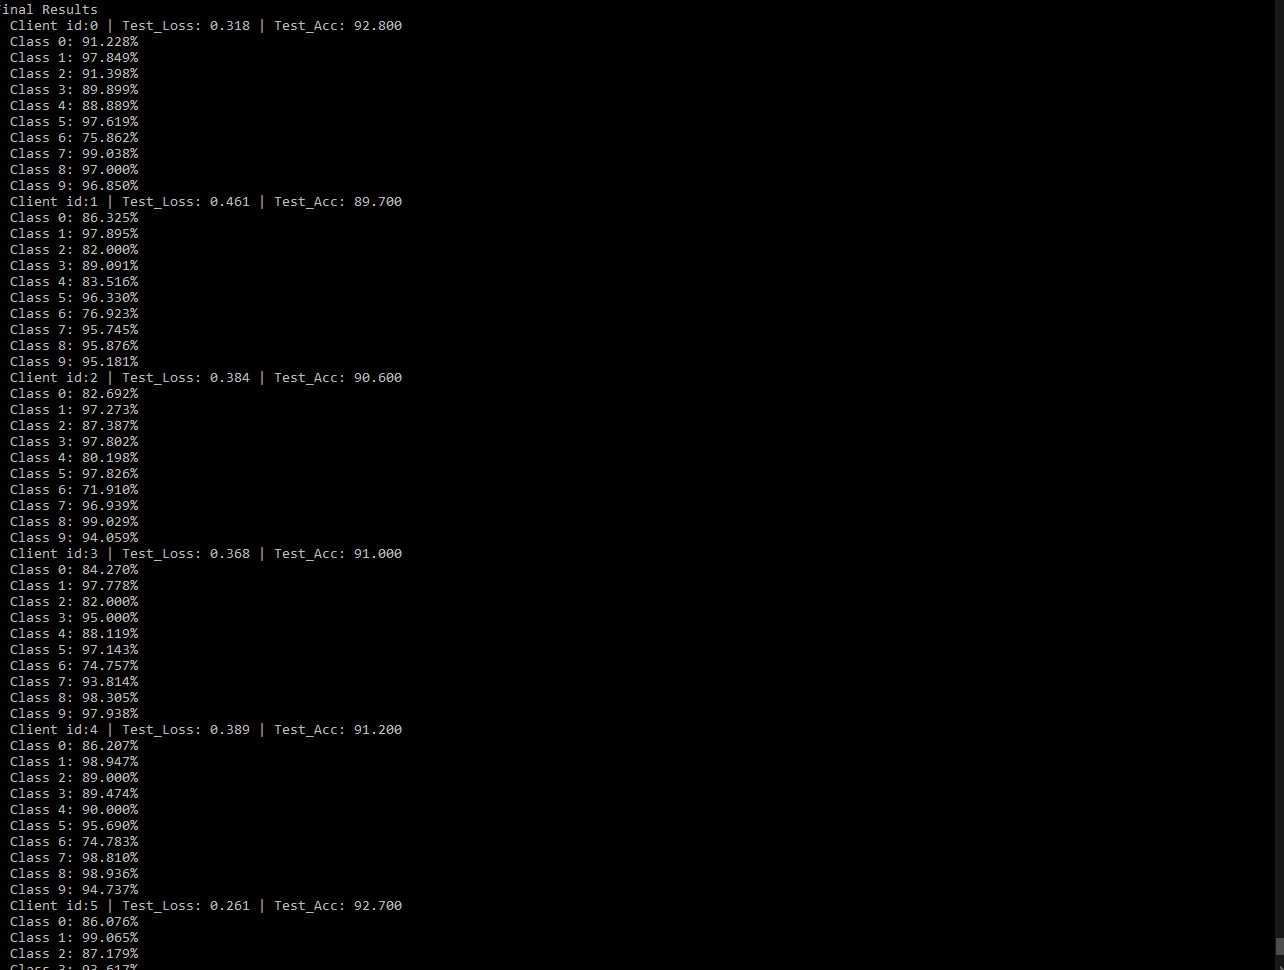 Final Results
Client id:0 | Test_Loss: 0.318 | Test_Acc: 92.800
Class 0: 91.228%
Class 1: 97.849%
Class 2: 91.398%
Class 3: 89.899%
Class 4: 88.889%
Class 5: 97.619%
Class 6: 75.862%
Class 7: 99.038%
Class 8: 97.000%
Class 9: 96.850%
Client id:1 | Test_Loss: 0.461 | Test_Acc: 89.700
Class 0: 86.325%
Class 1: 97.895%
Class 2: 82.000%
Class 3: 89.091%
Class 4: 83.516%
Class 5: 96.330%
Class 6: 76.923%
Class 7: 95.745%
Class 8: 95.876%
Class 9: 95.181%
Client id:2 | Test_Loss: 0.384 | Test_Acc: 90.600
Class 0: 82.692%
Class 1: 97.273%
Class 2: 87.387%
Class 3: 97.802%
Class 4: 80.198%
Class 5: 97.826%
Class 6: 71.910%
Class 7: 96.939%
Class 8: 99.029%
Class 9: 94.059%
Client id:3 | Test_Loss: 0.368 | Test_Acc: 91.000
Class 0: 84.270%
Class 1: 97.778%
Class 2: 82.000%
Class 3: 95.000%
Class 4: 88.119%
Class 5: 97.143%
Class 6: 74.757%
Class 7: 93.814%
Class 8: 98.305%
Class 9: 97.938%
Client id:4 | Test_Loss: 0.389 | Test_Acc: 91.200
Class 0: 86.207%
Class 1: 98.947%
Class 2: 89.000%
Class 3: 89.474%
Class 4: 90.000%
Class 5: 95.690%
Class 6: 74.783%
Class 7: 98.810%
Class 8: 98.936%
Class 9: 94.737%
Client id:5 | Test_Loss: 0.261 | Test_Acc: 92.700
Class 0: 86.076%
Class 1: 99.065%
Class 2: 87.179%
Class 3: 93.617%